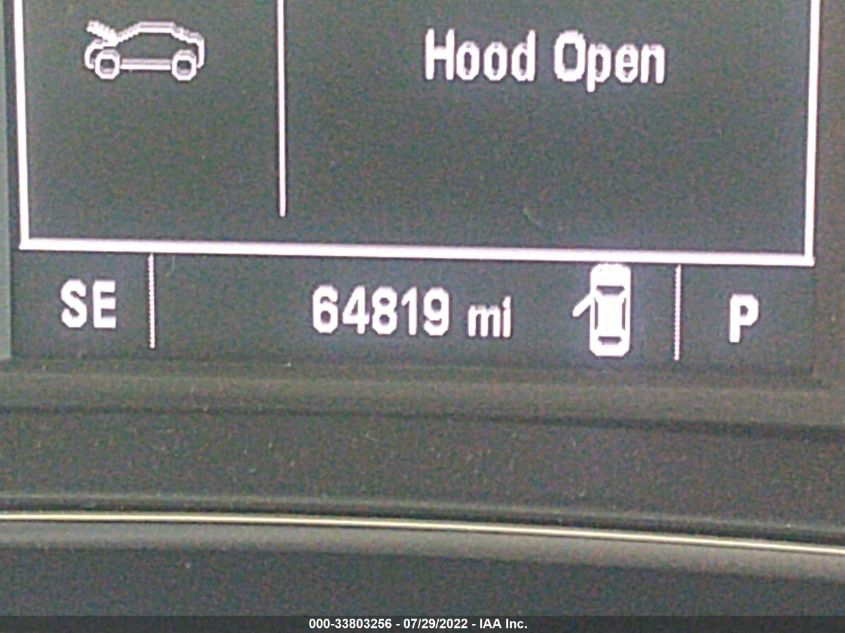 Hood Open
SE 64819 mi P
000-33803256 - 07/29/2022 - IAA Inc.